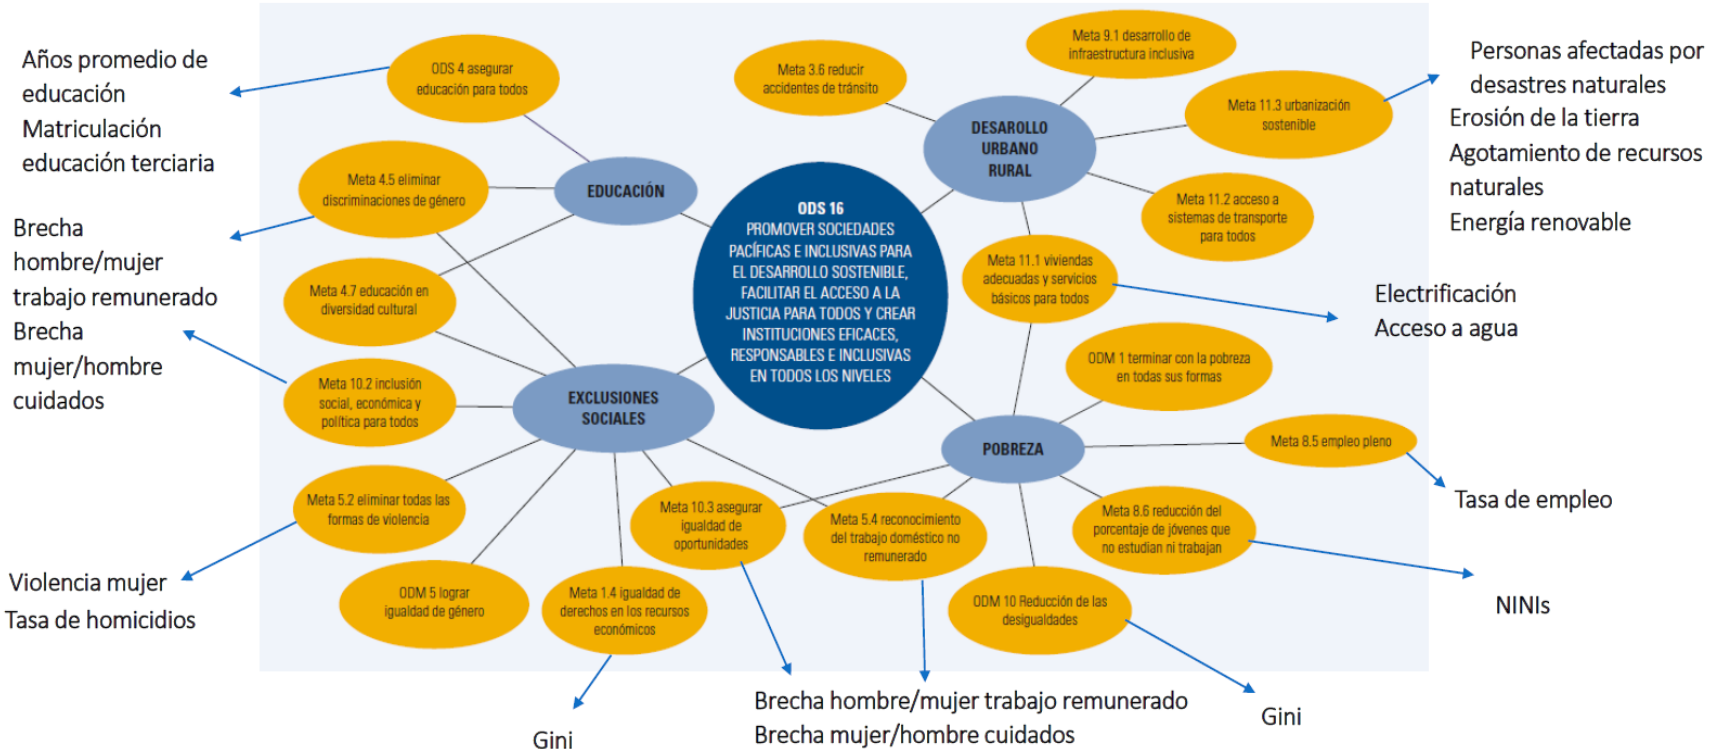 Años promedio de
educación
Matriculación
educación terciaria
Brecha
hombre/mujer
trabajo remunerado
Brecha
mujer/hombre
cuidados
Violencia mujer
Tasa de homicidios
ODS 4 asegurar
educación para todos
Meta 4.5 eliminar
discriminaciones de género
Meta 4.7 educación en
diversidad cultural
Meta 10.2 inclusión
social, económica y
política para todos
Meta 5.2 eliminar todas las
formas de violencia
ODM 5 lograr
igualdad de género
Meta 1.4 igualdad de
derechos en los recursos
económicos
Meta 10.3 asegurar
igualdad de
oportunidades
Meta 5.4 reconocimiento
del trabajo doméstico no
remunerado
EDUCACIÓN
EXCLUSIONES
SOCIALES
ODS 16
PROMOVER SOCIEDADES
PACÍFICAS E INCLUSIVAS PARA
EL DESARROLLO SOSTENIBLE,
FACILITAR EL ACCESO A LA
JUSTICIA PARA TODOS Y CREAR
INSTITUCIONES EFICACES,
RESPONSABLES E INCLUSIVAS
EN TODOS LOS NIVELES
DESAROLLO
URBANO
RURAL
POBREZA
Meta 3.6 reducir
accidentes de tránsito
Meta 9.1 desarrollo de
infraestructura inclusiva
Meta 11.3 urbanización
sostenible
Meta 11.2 acceso a
sistemas de transporte
para todos
Meta 11.1 viviendas
adecuadas y servicios
básicos para todos
ODM 1 terminar con la pobreza
en todas sus formas
Meta 8.5 empleo pleno
Meta 8.6 reducción del
porcentaje de jóvenes que
no estudian ni trabajan
ODM 10 Reducción de las
desigualdades
Personas afectadas por
desastres naturales
Erosión de la tierra
Agotamiento de recursos
naturales
Energía renovable
Electrificación
Acceso a agua
Tasa de empleo
NINIs
Gini
Brecha hombre/mujer trabajo remunerado
Brecha mujer/hombre cuidados
Gini